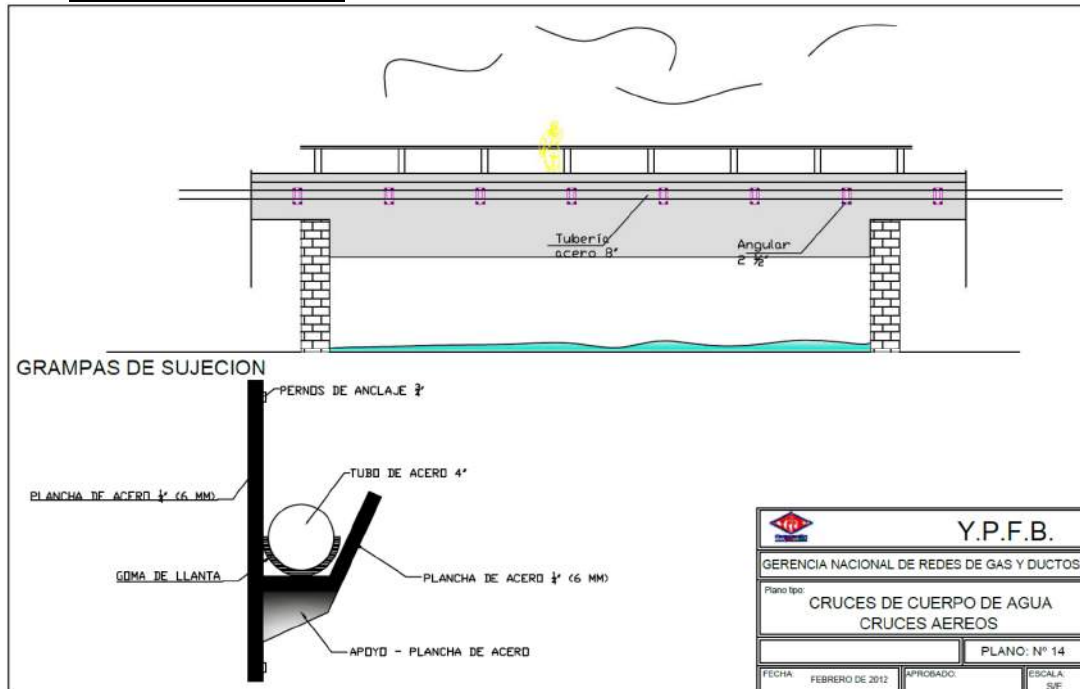 Tubería
acero 8"
Angular
2 ½"
GRAMPAS DE SUJECION
PERNOS DE ANCLAJE ¾"
TUBO DE ACERO 4"
PLANCHA DE ACERO ¼" (6 MM)
GOMA DE LLANTA
PLANCHA DE ACERO ¼" (6 MM)
APOYO - PLANCHA DE ACERO
Y.P.F.B.
GERENCIA NACIONAL DE REDES DE GAS Y DUCTOS
Plano tipo:
CRUCES DE CUERPO DE AGUA
CRUCES AEREOS
PLANO: Nº 14
FECHA: FEBRERO DE 2012
APROBADO:
ESCALA:
S/E